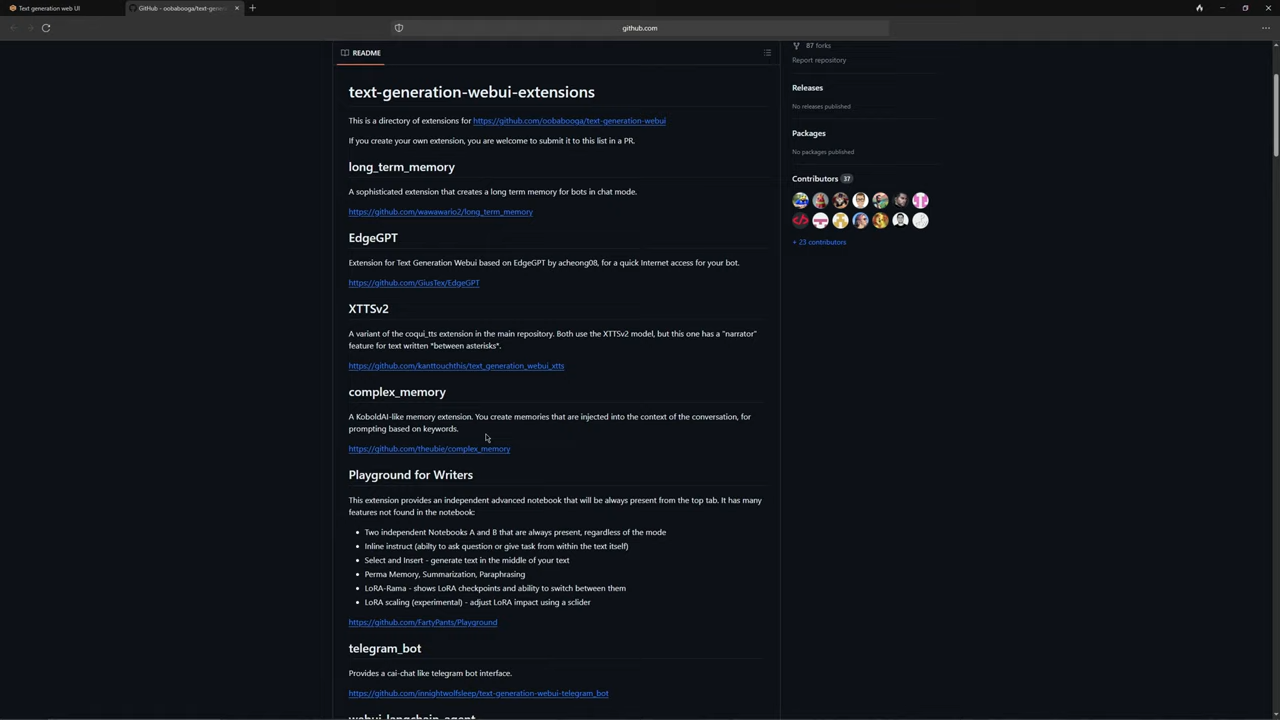 Text generation web UI
GitHub - oobabooga/text-gener
github.com
README
87 forks
Report repository
Releases
No releases published
Packages
No packages published
Contributors 37
+ 23 contributors
text-generation-webui-extensions
This is a directory of extensions for https://github.com/oobabooga/text-generation-webui
If you create your own extension, you are welcome to submit it to this list in a PR.
long_term_memory
A sophisticated extension that creates a long term memory for bots in chat mode.
https://github.com/wawawario2/long_term_memory
EdgeGPT
Extension for Text Generation Webui based on EdgeGPT by acheong08, for a quick Internet access for your bot.
https://github.com/GiusTex/EdgeGPT
XTTSv2
A variant of the coqui_tts extension in the main repository. Both use the XTTSv2 model, but this one has a "narrator"
feature for text written *between asterisks*.
https://github.com/kanttouchthis/text_generation_webui_xtts
complex_memory
A KoboldAI-like memory extension. You create memories that are injected into the context of the conversation, for
prompting based on keywords.
https://github.com/theubie/complex_memory
Playground for Writers
This extension provides an independent advanced notebook that will be always present from the top tab. It has many
features not found in the notebook:
• Two independent Notebooks A and B that are always present, regardless of the mode
• Inline instruct (abilty to ask question or give task from within the text itself)
• Select and Insert - generate text in the middle of your text
• Perma Memory, Summarization, Paraphrasing
• LoRA-Rama - shows LoRA checkpoints and ability to switch between them
• LoRA scaling (experimental) - adjust LoRA impact using a sclider
https://github.com/FartyPants/Playground
telegram_bot
Provides a cai-chat like telegram bot interface.
https://github.com/innightwolfsleep/text-generation-webui-telegram_bot
webui_langchain_agent